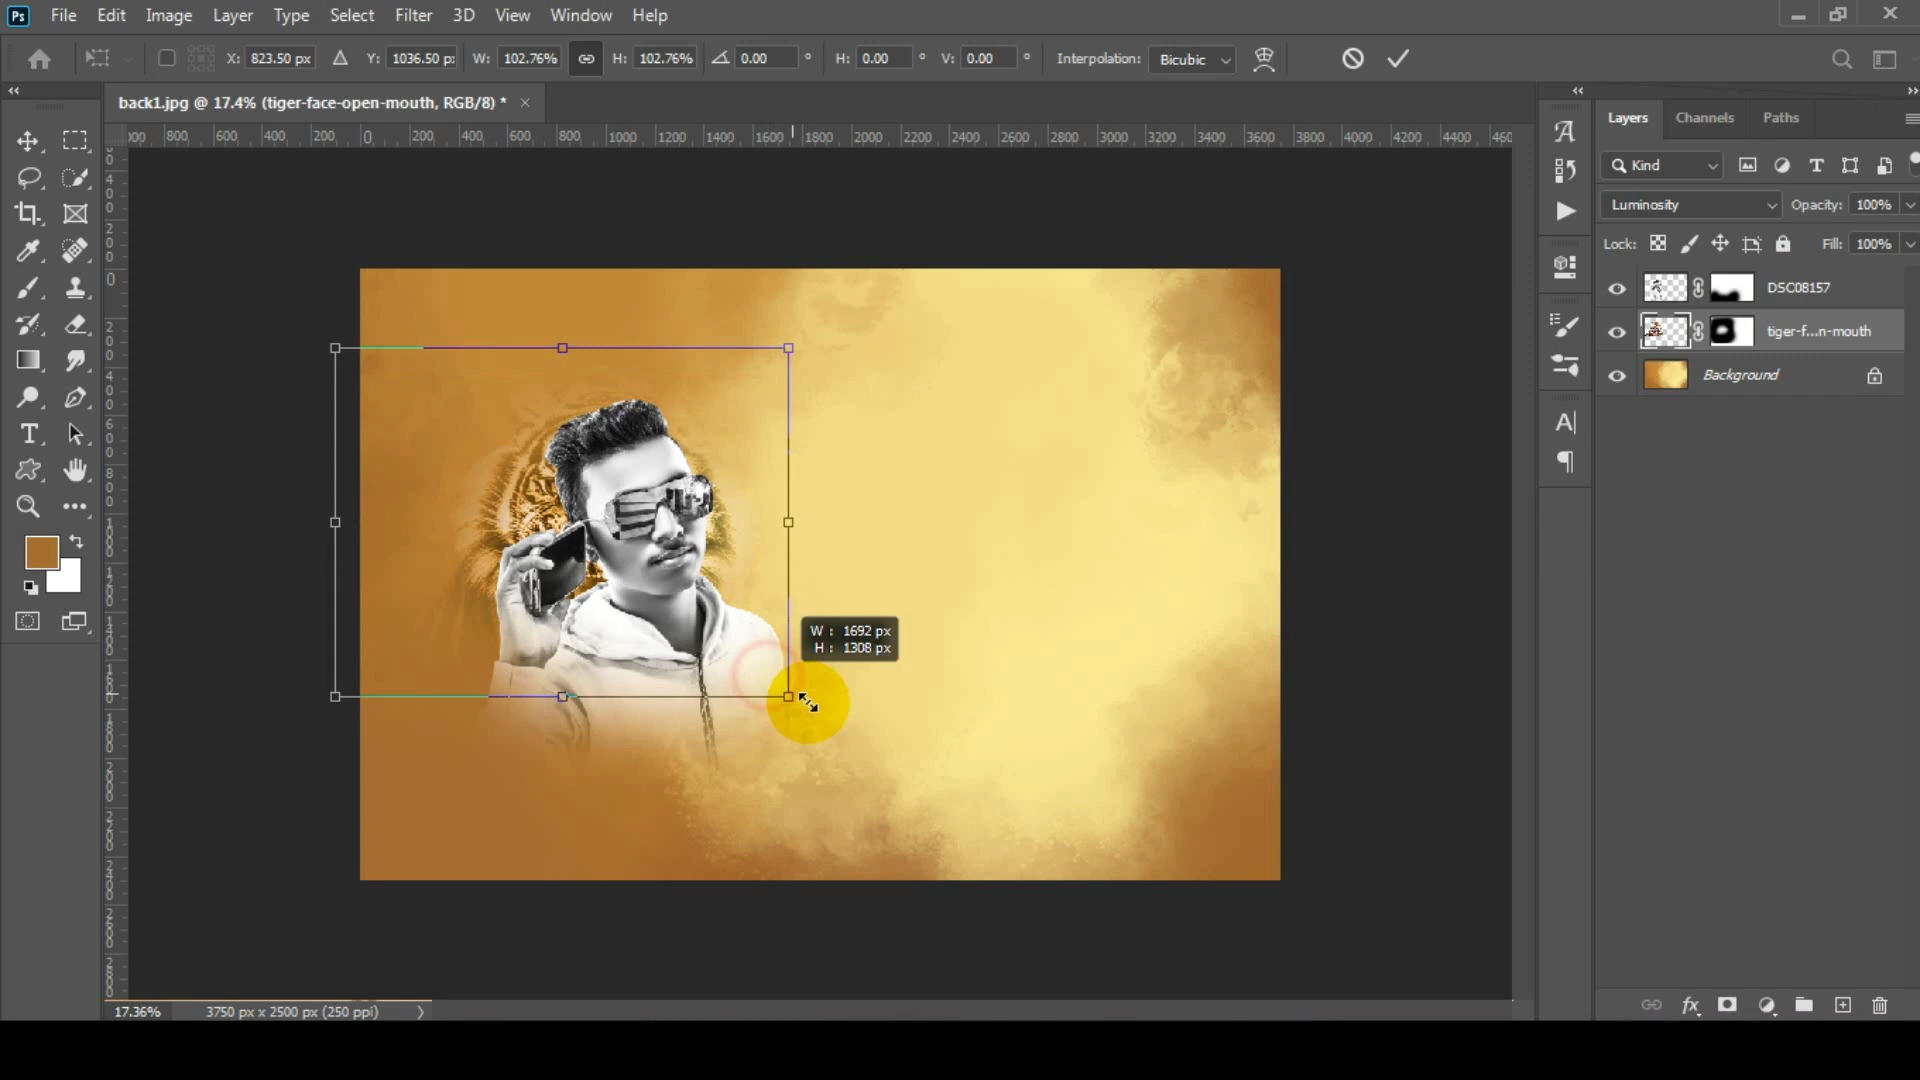 Ps File Edit Image Layer Type Select Filter 3D View Window Help
X: 823.50 px Y: 1036.50 p: W: 102.76% H: 102.76% 0.00 ° H: 0.00 ° V: 0.00 ° Interpolation: Bicubic
back1.jpg @ 17.4% (tiger-face-open-mouth, RGB/8) * ×
800 600 400 200 0 200 400 600 800 1000 1200 1400 1600 1800 2000 2200 2400 2600 2800 3000 3200 3400 3600 3800 4000 4200 4400
Layers Channels Paths
Kind
Luminosity Opacity: 100%
Lock: Fill: 100%
DSC08157
tiger-f...n-mouth
Background
W : 1692 px
H : 1308 px
17.36% 3750 px x 2500 px (250 ppi)